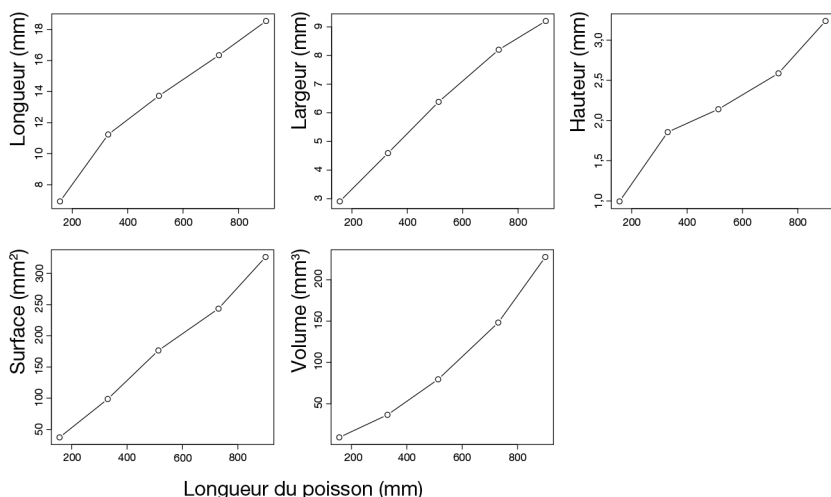 Longueur (mm)
8 10 12 14 16 18
200 400 600 800
Largeur (mm)
3 4 5 6 7 8 9
200 400 600 800
Hauteur (mm)
1,0 1,5 2,0 2,5 3,0
200 400 600 800
Surface (mm²)
50 100 150 200 250 300
200 400 600 800
Volume (mm³)
50 100 150 200
200 400 600 800
Longueur du poisson (mm)